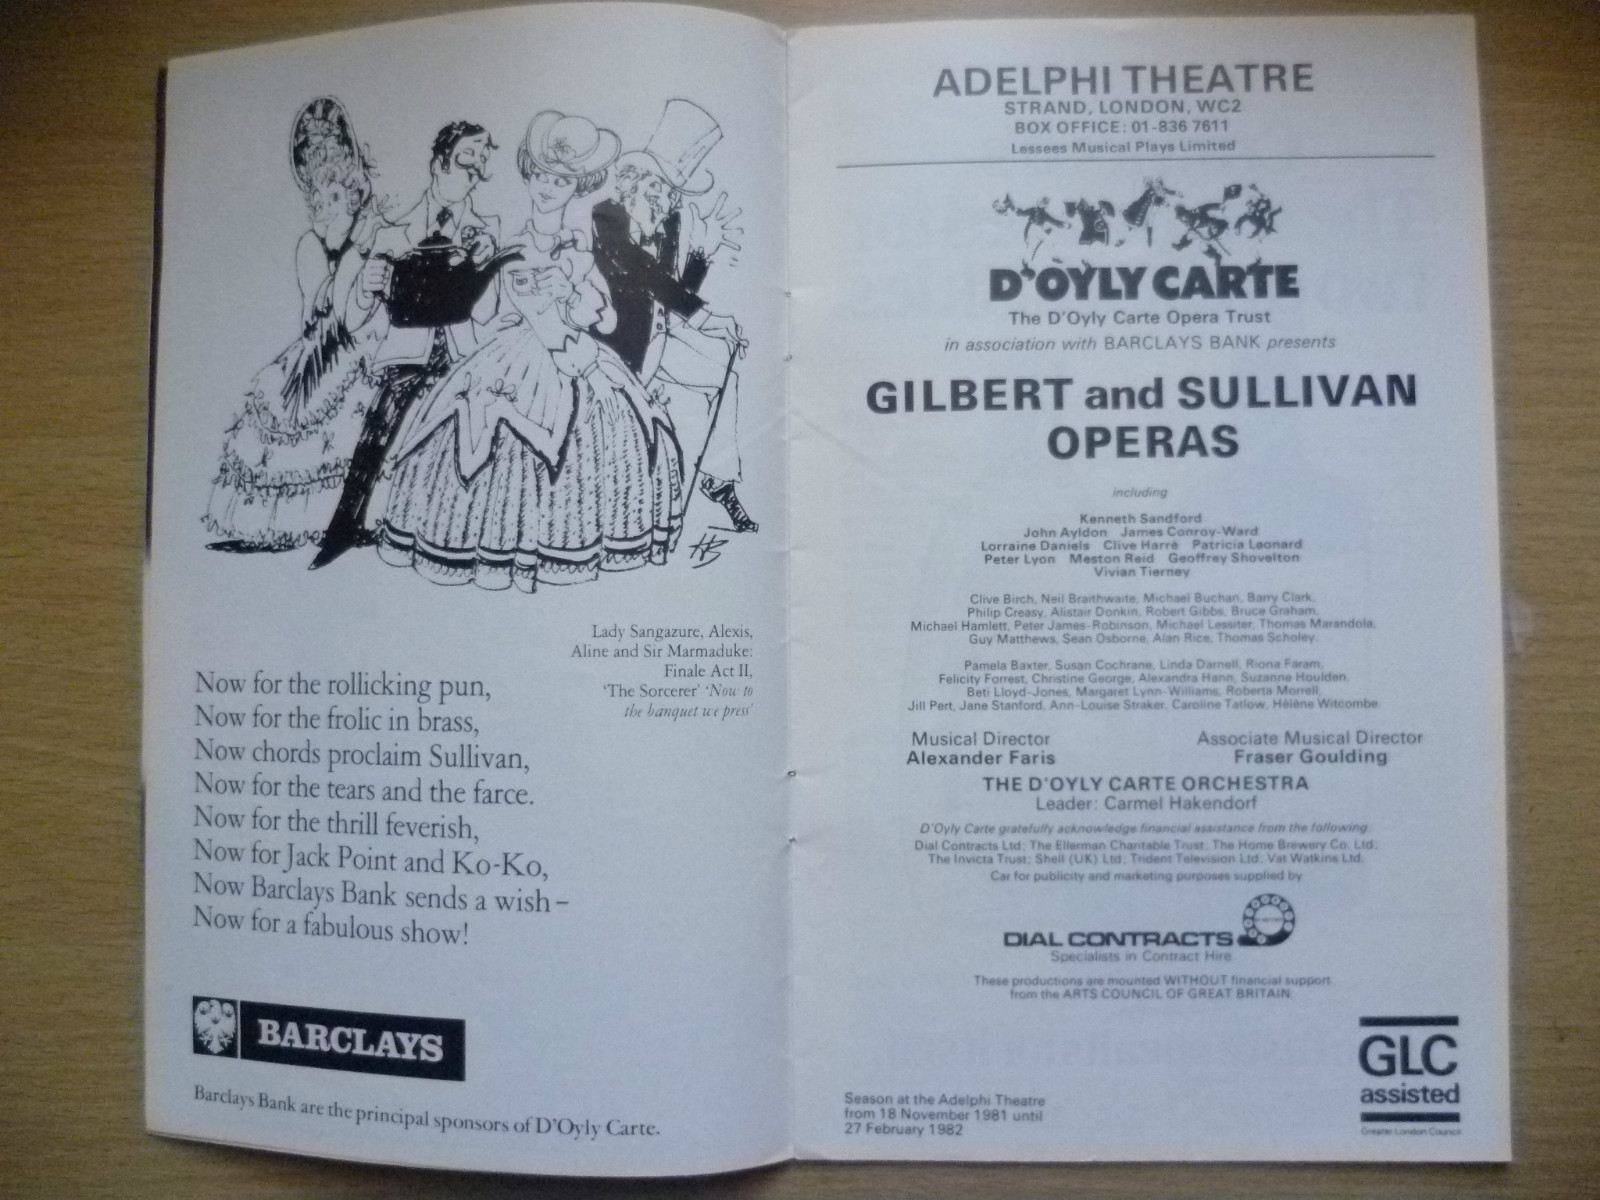 Lady Sangazure, Alexis,
Aline and Sir Marmaduke:
Finale Act II,
'The Sorcerer' 'Now to
the banquet we press'
Now for the rollicking pun,
Now for the frolic in brass,
Now chords proclaim Sullivan,
Now for the tears and the farce.
Now for the thrill feverish,
Now for Jack Point and Ko-Ko,
Now Barclays Bank sends a wish –
Now for a fabulous show!
BARCLAYS
Barclays Bank are the principal sponsors of D'Oyly Carte.
ADELPHI THEATRE
STRAND, LONDON, WC2
BOX OFFICE: 01-836 7611
Lessees Musical Plays Limited
D'OYLY CARTE
The D'Oyly Carte Opera Trust
in association with BARCLAYS BANK presents
GILBERT and SULLIVAN
OPERAS
including
Kenneth Sandford
John Ayldon James Conroy-Ward
Lorraine Daniels Clive Harré Patricia Leonard
Peter Lyon Meston Reid Geoffrey Shovelton
Vivian Tierney
Clive Birch, Neil Braithwaite, Michael Buchan, Barry Clark,
Philip Creasy, Alistair Donkin, Robert Gibbs, Bruce Graham,
Michael Hamlett, Peter James-Robinson, Michael Lessiter, Thomas Marandola,
Guy Matthews, Sean Osborne, Alan Rice, Thomas Scholey.
Pamela Baxter, Susan Cochrane, Linda Darnell, Riona Faram,
Felicity Forrest, Christine George, Alexandra Hann, Suzanne Houlden,
Beti Lloyd-Jones, Margaret Lynn-Williams, Roberta Morrell,
Jill Pert, Jane Stanford, Ann-Louise Straker, Caroline Tatlow, Hélène Witcombe.
Musical Director Associate Musical Director
Alexander Faris Fraser Goulding
THE D'OYLY CARTE ORCHESTRA
Leader: Carmel Hakendorf
D'Oyly Carte gratefully acknowledge financial assistance from the following:
Dial Contracts Ltd; The Ellerman Charitable Trust; The Home Brewery Co. Ltd;
The Invicta Trust; Shell (UK) Ltd; Trident Television Ltd; Vat Watkins Ltd.
Car for publicity and marketing purposes supplied by
DIAL CONTRACTS
Specialists in Contract Hire
These productions are mounted WITHOUT financial support
from the ARTS COUNCIL OF GREAT BRITAIN.
GLC
assisted
Greater London Council
Season at the Adelphi Theatre
from 18 November 1981 until
27 February 1982